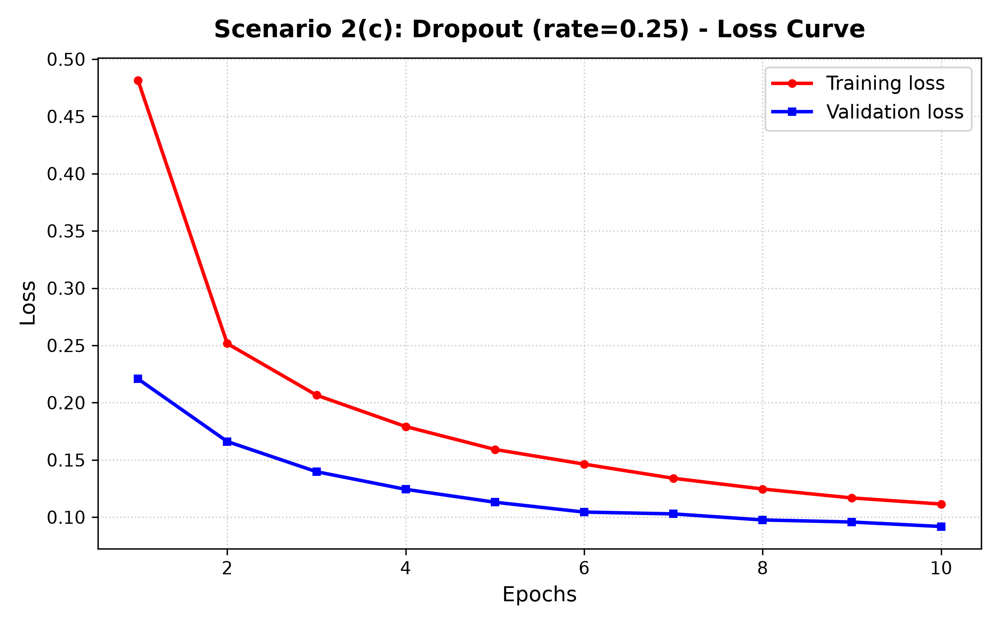 Scenario 2(c): Dropout (rate=0.25) - Loss Curve
Training loss
Validation loss
0.50
0.45
0.40
0.35
0.30
0.25
0.20
0.15
0.10
Loss
2 4 6 8 10
Epochs